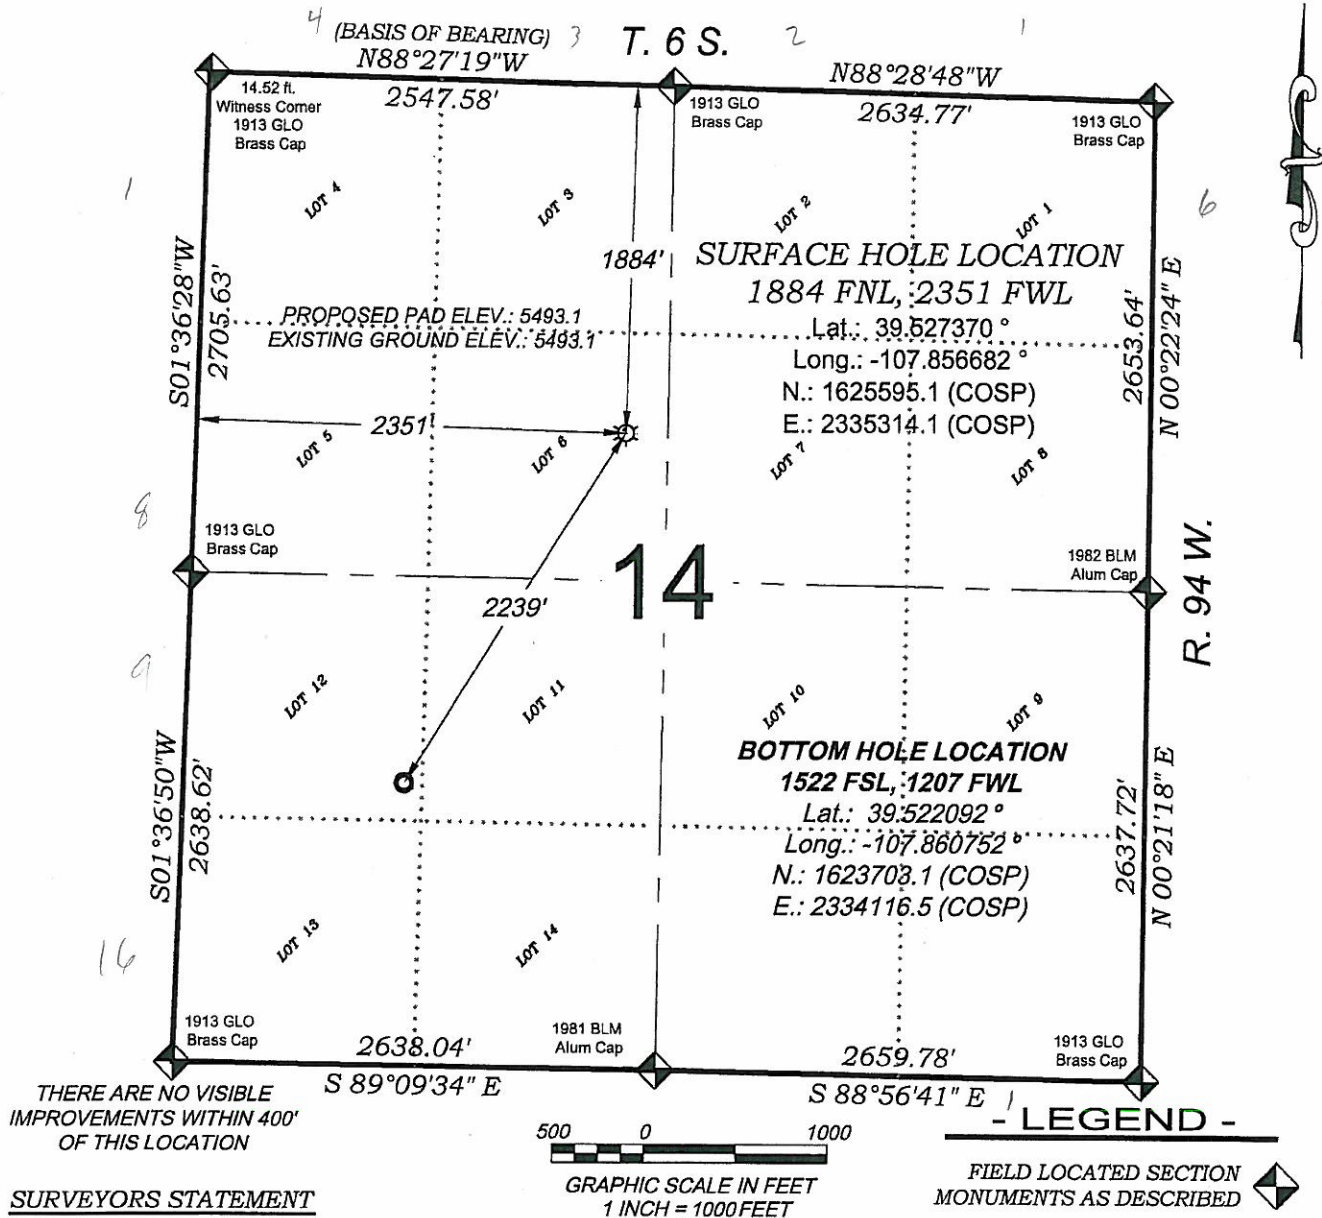 4 (BASIS OF BEARING) 3 T. 6 S. 2 1
N88°27'19"W
2547.58'
N88°28'48"W
2634.77'
14.52 ft.
Witness Corner
1913 GLO
Brass Cap
1913 GLO
Brass Cap
1913 GLO
Brass Cap
1
LOT 4
LOT 3
LOT 2
LOT 1
6
S01°36'28"W
2705.63'
1884'
SURFACE HOLE LOCATION
1884 FNL, 2351 FWL
Lat.: 39.527370 °
Long.: -107.856682 °
N.: 1625595.1 (COSP)
E.: 2335314.1 (COSP)
2653.64'
N 00°22'24" E
PROPOSED PAD ELEV.: 5493.1
EXISTING GROUND ELEV.: 5493.1
2351'
LOT 5
LOT 6
LOT 7
LOT 8
8
1913 GLO
Brass Cap
14
1982 BLM
Alum Cap
R. 94 W.
2239'
9
LOT 12
LOT 11
LOT 10
LOT 9
S01°36'50"W
2638.62'
BOTTOM HOLE LOCATION
1522 FSL, 1207 FWL
Lat.: 39.522092 °
Long.: -107.860752 °
N.: 1623703.1 (COSP)
E.: 2334116.5 (COSP)
2637.72'
N 00°21'18" E
16
LOT 13
LOT 14
1913 GLO
Brass Cap
2638.04'
S 89°09'34" E
1981 BLM
Alum Cap
2659.78'
S 88°56'41" E
1913 GLO
Brass Cap
1
THERE ARE NO VISIBLE
IMPROVEMENTS WITHIN 400'
OF THIS LOCATION
SURVEYORS STATEMENT
500 0 1000
GRAPHIC SCALE IN FEET
1 INCH = 1000 FEET
- LEGEND -
FIELD LOCATED SECTION
MONUMENTS AS DESCRIBED